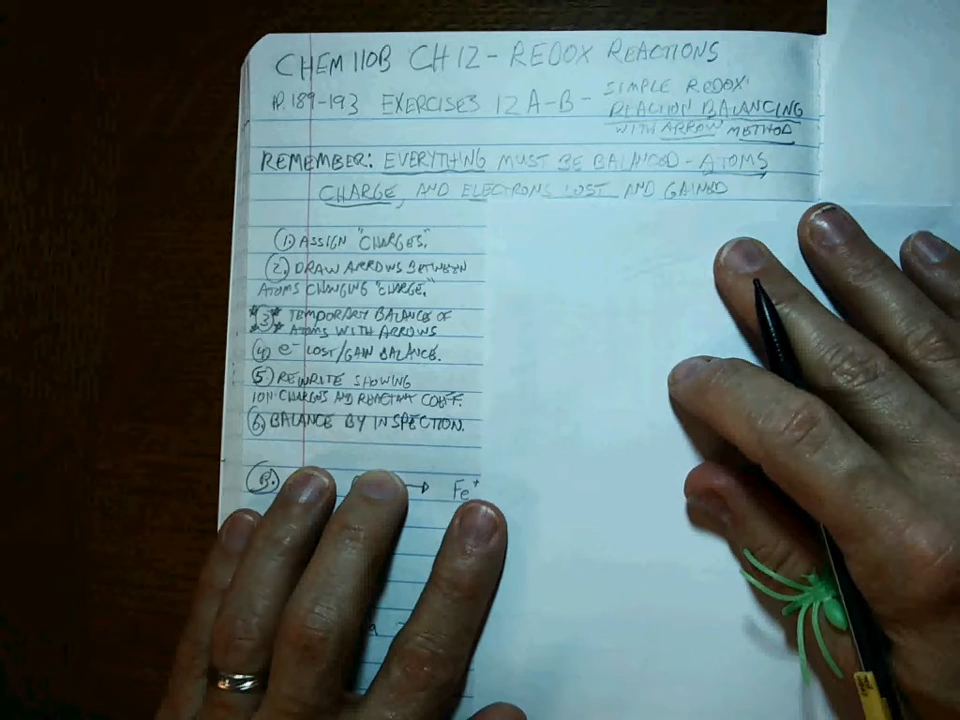 CHEM 110B CH 12 - REDOX REACTIONS
P. 189-193 EXERCISES 12 A-B - SIMPLE REDOX
REACTION BALANCING
WITH ARROW METHOD
REMEMBER: EVERYTHING MUST BE BALANCED - ATOMS,
CHARGE, AND ELECTRONS LOST AND GAINED
1. ASSIGN "CHARGES."
2. DRAW ARROWS BETWEEN
ATOMS CHANGING "CHARGE."
*3* TEMPORARY BALANCE OF
* * ATOMS WITH ARROWS
4. e- LOST/GAIN BALANCE.
5. REWRITE SHOWING
ION CHARGES AND REACTANT COEFF.
6. BALANCE BY INSPECTION.
B. → Fe+